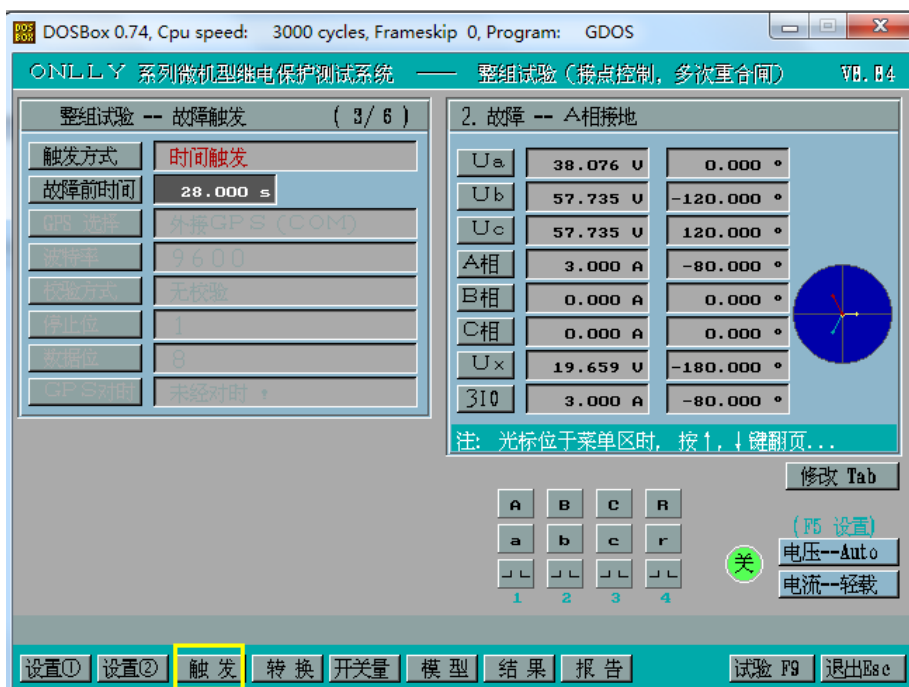 DOSBox 0.74, Cpu speed: 3000 cycles, Frameskip 0, Program: GDOS
ONLLY 系列微机型继电保护测试系统 —— 整组试验(接点控制, 多次重合闸) V8.04
整组试验 -- 故障触发 ( 3/ 6 )
触发方式 时间触发
故障前时间 28.000 s
GPS 选择 外接GPS (COM)
波特率 9600
校验方式 无校验
停止位 1
数据位 8
GPS对时 未经对时
2. 故障 -- A相接地
Ua 38.076 V 0.000 °
Ub 57.735 V -120.000 °
Uc 57.735 V 120.000 °
A相 3.000 A -80.000 °
B相 0.000 A 0.000 °
C相 0.000 A 0.000 °
Ux 19.659 V -180.000 °
3I0 3.000 A -80.000 °
注: 光标位于菜单区时, 按↑, ↓键翻页...
修改 Tab
A B C R
a b c r
1 2 3 4
关
(F5 设置)
电压--Auto
电流--轻载
设置① 设置② 触 发 转 换 开关量 模 型 结 果 报 告 试验 F9 退出Esc